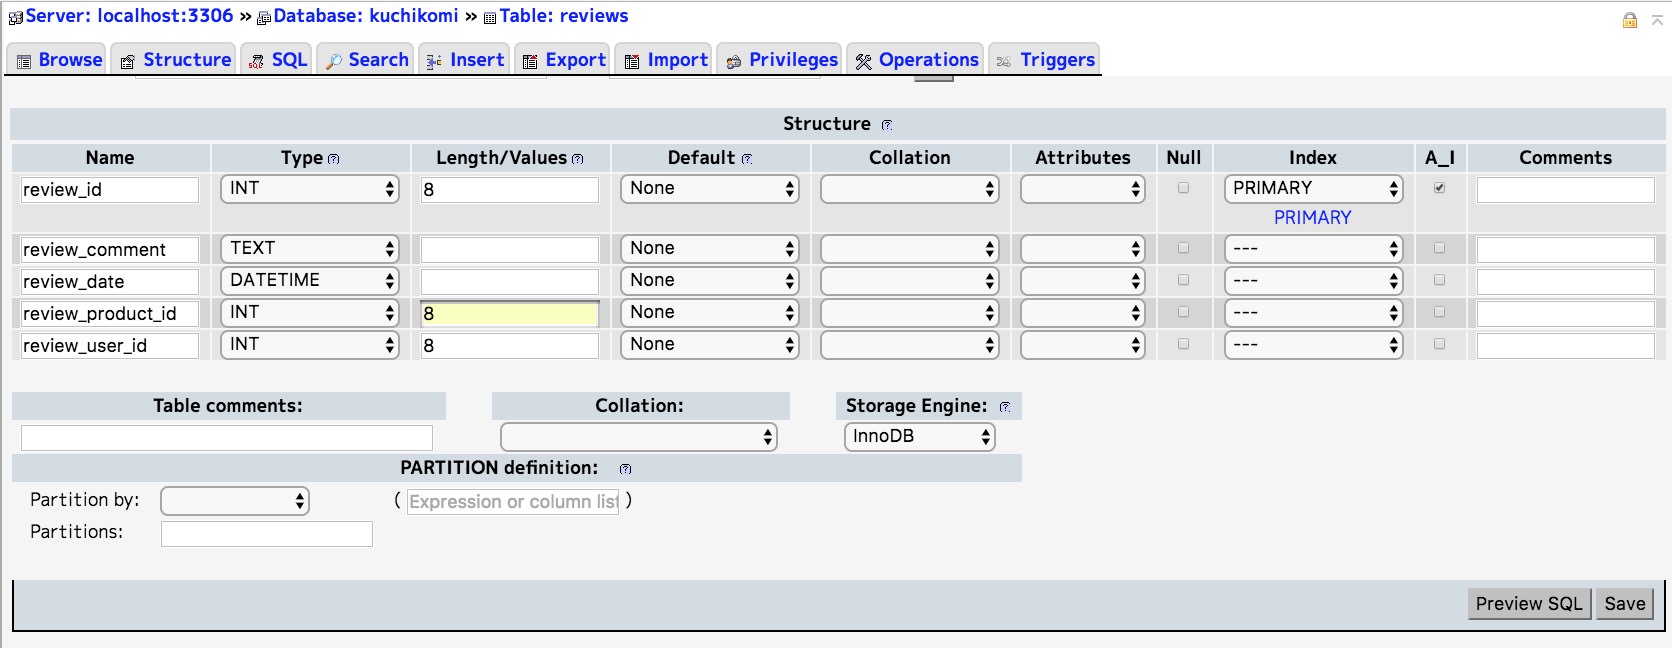 Server: localhost:3306 » Database: kuchikomi » Table: reviews
Browse Structure SQL Search Insert Export Import Privileges Operations Triggers
Structure
Name Type Length/Values Default Collation Attributes Null Index A_I Comments
review_id INT 8 None PRIMARY
PRIMARY
review_comment TEXT None ---
review_date DATETIME None ---
review_product_id INT 8 None ---
review_user_id INT 8 None ---
Table comments: Collation: Storage Engine:
InnoDB
PARTITION definition:
Partition by: ( Expression or column list )
Partitions:
Preview SQL Save